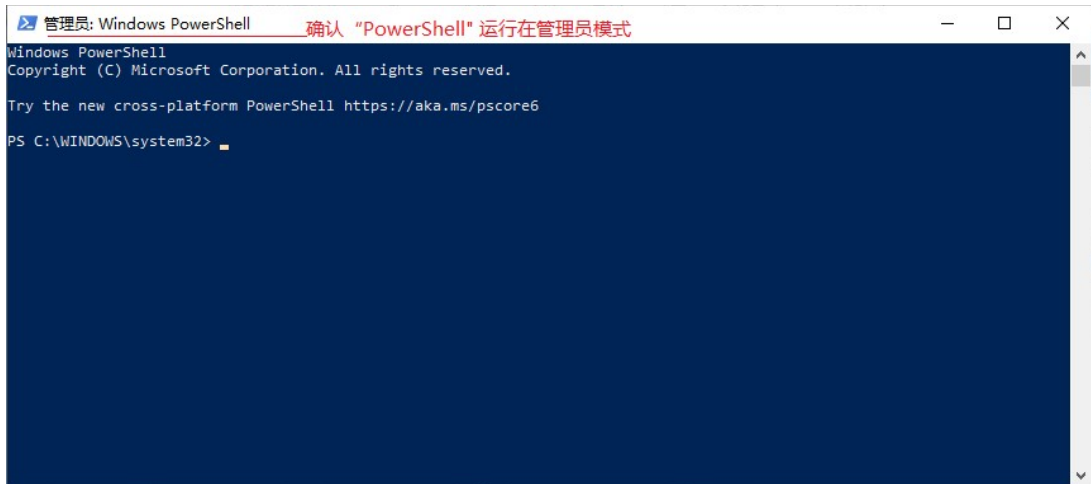 管理员: Windows PowerShell
确认 “PowerShell" 运行在管理员模式
Windows PowerShell
Copyright (C) Microsoft Corporation. All rights reserved.
Try the new cross-platform PowerShell https://aka.ms/pscore6
PS C:\WINDOWS\system32>